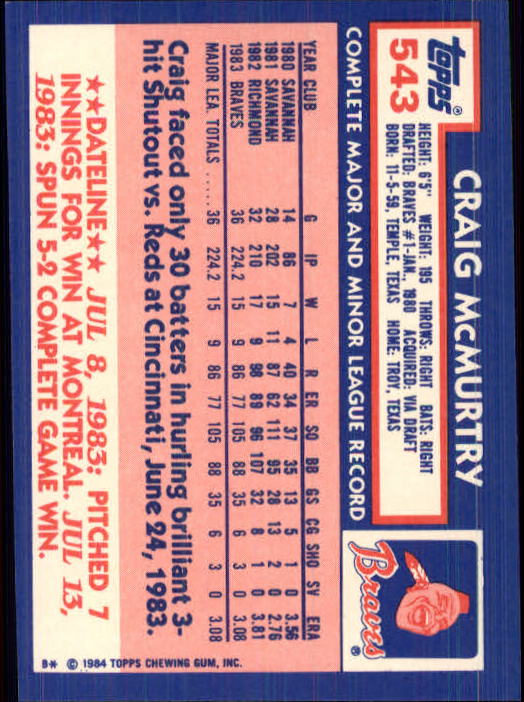 Topps®
543
CRAIG McMURTRY
HEIGHT: 6'5" WEIGHT: 195 THROWS: RIGHT BATS: RIGHT
DRAFTED: BRAVES #1-JAN., 1980 ACQUIRED: VIA DRAFT
BORN: 11-5-59, TEMPLE, TEXAS HOME: TROY, TEXAS
Braves®
COMPLETE MAJOR AND MINOR LEAGUE RECORD
YEAR CLUB G IP W L R ER SO BB GS CG SHO SV ERA
1980 SAVANNAH 14 86 7 4 40 34 37 35 13 5 1 0 3.56
1981 SAVANNAH 28 202 15 11 87 62 111 95 28 13 2 0 2.76
1982 RICHMOND 32 210 17 9 98 89 96 107 32 8 1 0 3.81
1983 BRAVES 36 224.2 15 9 86 77 105 88 35 6 3 0 3.08
MAJOR LEA. TOTALS ..... 36 224.2 15 9 86 77 105 88 35 6 3 0 3.08
Craig faced only 30 batters in hurling brilliant 3-
hit Shutout vs. Reds at Cincinnati, June 24, 1983.
★★DATELINE★★ JUL 8, 1983: PITCHED 7
INNINGS FOR WIN AT MONTREAL. JUL 13,
1983: SPUN 5-2 COMPLETE GAME WIN.
B* © 1984 TOPPS CHEWING GUM, INC.